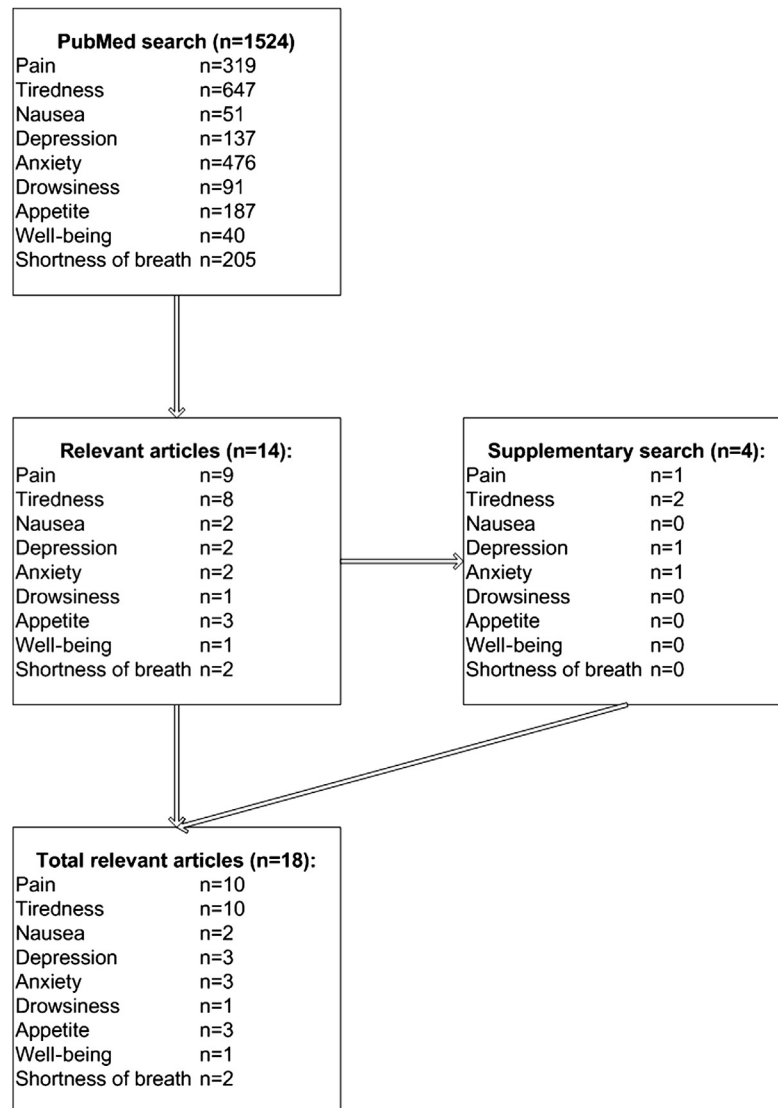 PubMed search (n=1524)
Pain n=319
Tiredness n=647
Nausea n=51
Depression n=137
Anxiety n=476
Drowsiness n=91
Appetite n=187
Well-being n=40
Shortness of breath n=205
Relevant articles (n=14):
Pain n=9
Tiredness n=8
Nausea n=2
Depression n=2
Anxiety n=2
Drowsiness n=1
Appetite n=3
Well-being n=1
Shortness of breath n=2
Supplementary search (n=4):
Pain n=1
Tiredness n=2
Nausea n=0
Depression n=1
Anxiety n=1
Drowsiness n=0
Appetite n=0
Well-being n=0
Shortness of breath n=0
Total relevant articles (n=18):
Pain n=10
Tiredness n=10
Nausea n=2
Depression n=3
Anxiety n=3
Drowsiness n=1
Appetite n=3
Well-being n=1
Shortness of breath n=2